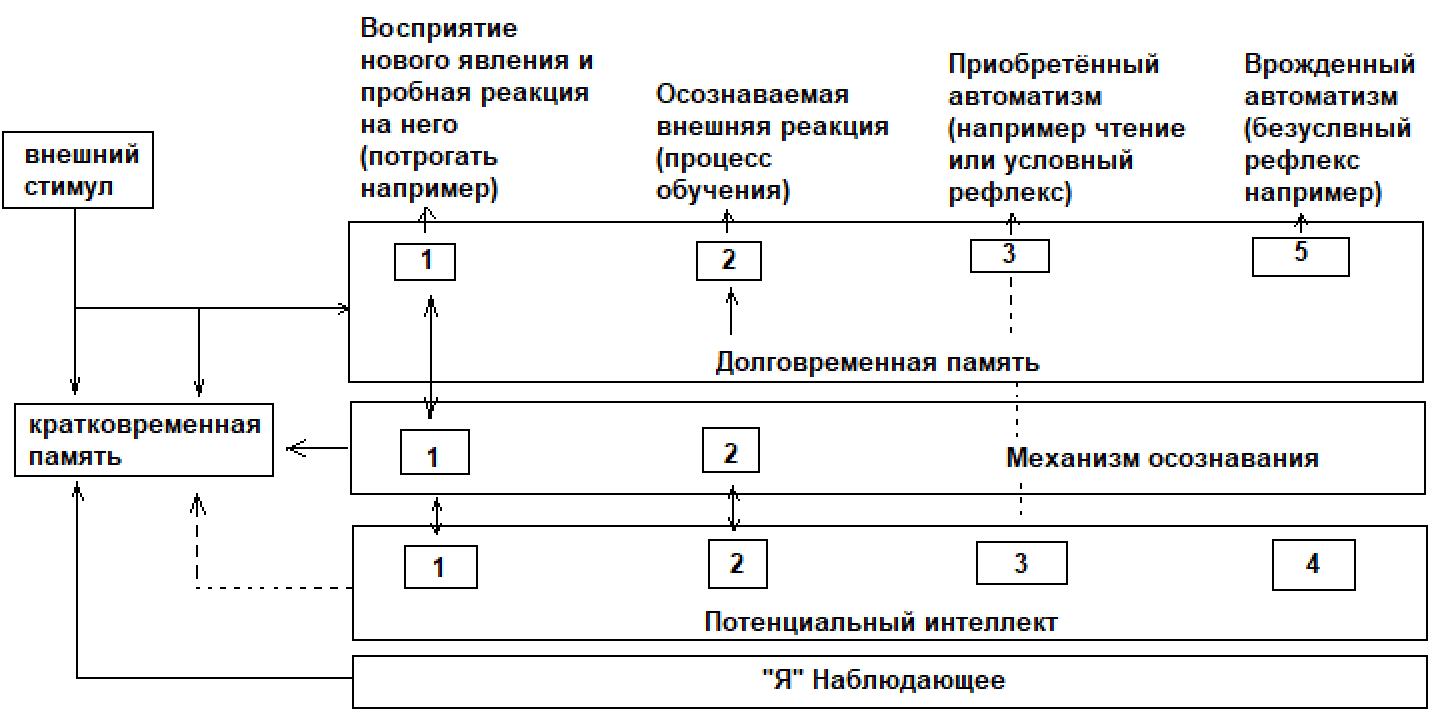 Восприятие
нового явления и
пробная реакция
на него
(потрогать
например)
Осознаваемая
внешняя реакция
(процесс
обучения)
Приобретённый
автоматизм
(например чтение
или условный
рефлекс)
Врожденный
автоматизм
(безуслвный
рефлекс
например)
внешний
стимул
1
2
3
5
Долговременная память
кратковременная
память
1
2
Механизм осознавания
1
2
3
4
Потенциальный интеллект
"Я" Наблюдающее